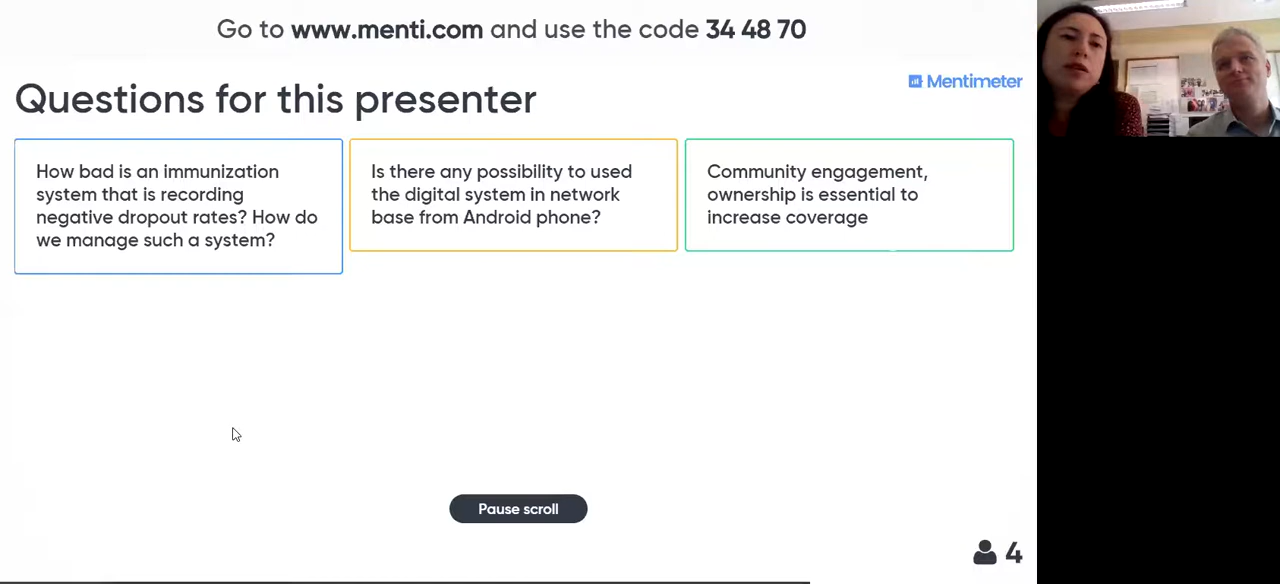 Go to www.menti.com and use the code 34 48 70
Mentimeter
Questions for this presenter
How bad is an immunization
system that is recording
negative dropout rates? How do
we manage such a system?
Is there any possibility to used
the digital system in network
base from Android phone?
Community engagement,
ownership is essential to
increase coverage
Pause scroll
4